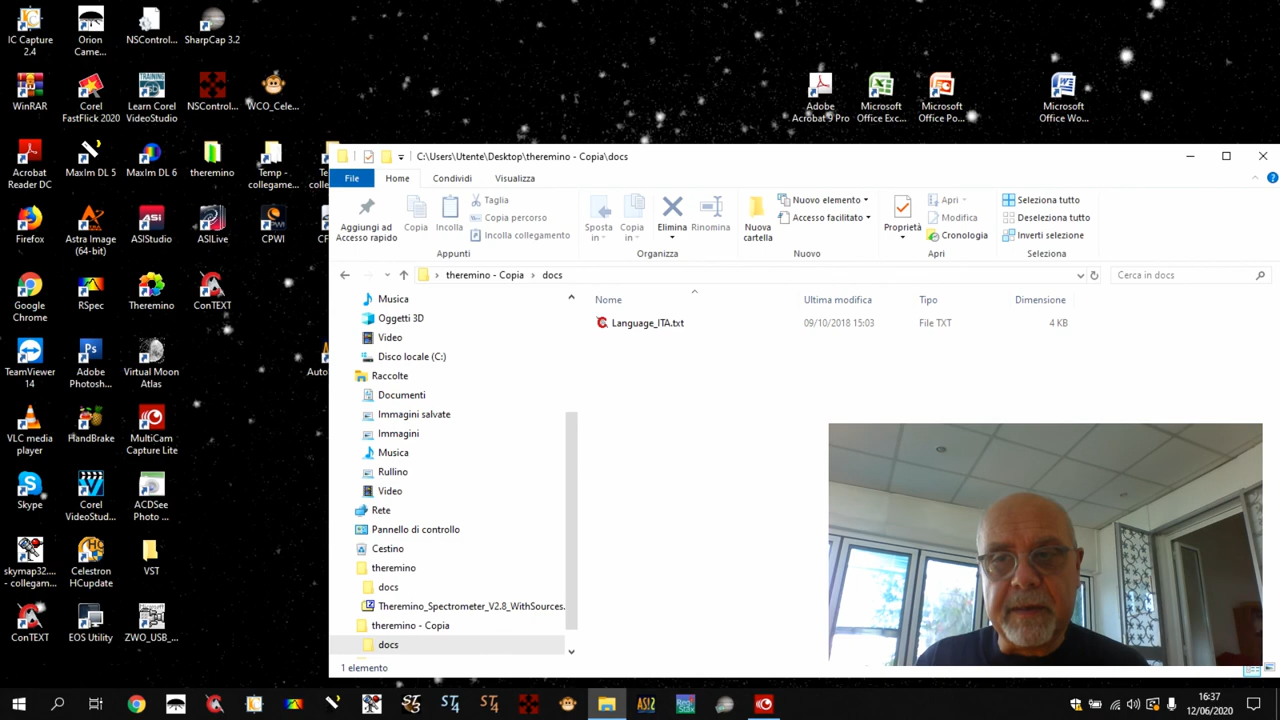 IC Capture 2.4
Orion Came...
NSControl...
SharpCap 3.2
WinRAR
Corel FastFlick 2020
Learn Corel VideoStudio
NSControl...
WCO_Cele...
Adobe Acrobat 9 Pro
Microsoft Office Exc...
Microsoft Office Po...
Microsoft Office Wo...
Acrobat Reader DC
MaxIm DL 5
MaxIm DL 6
theremino
Temp - collegame...
Firefox
Astra Image (64-bit)
ASIStudio
ASILive
CPWI
Google Chrome
RSpec
Theremino
ConTEXT
TeamViewer 14
Adobe Photosh...
Virtual Moon Atlas
VLC media player
HandBrake
MultiCam Capture Lite
Skype
Corel VideoStud...
ACDSee Photo ...
skymap32... - collegam...
Celestron HCupdate
VST
ConTEXT
EOS Utility
ZWO_USB_...
C:\Users\Utente\Desktop\theremino - Copia\docs
File
Home
Condividi
Visualizza
Aggiungi ad Accesso rapido
Copia
Incolla
Taglia
Copia percorso
Incolla collegamento
Appunti
Sposta in
Copia in
Elimina
Rinomina
Organizza
Nuova cartella
Nuovo elemento
Accesso facilitato
Nuovo
Proprietà
Apri
Modifica
Cronologia
Apri
Seleziona tutto
Deseleziona tutto
Inverti selezione
Seleziona
theremino - Copia > docs
Cerca in docs
Nome
Ultima modifica
Tipo
Dimensione
Language_ITA.txt
09/10/2018 15:03
File TXT
4 KB
Musica
Oggetti 3D
Video
Disco locale (C:)
Raccolte
Documenti
Immagini salvate
Immagini
Musica
Rullino
Video
Rete
Pannello di controllo
Cestino
theremino
docs
Theremino_Spectrometer_V2.8_WithSources.
theremino - Copia
docs
1 elemento
16:37
12/06/2020